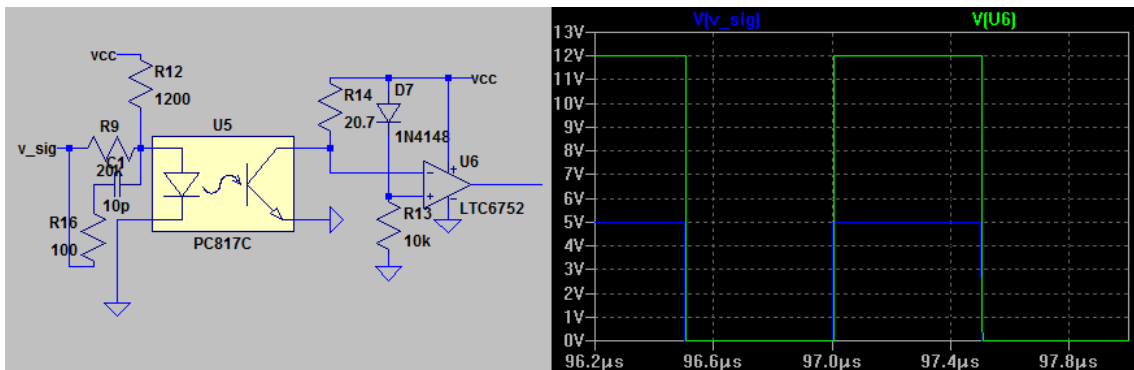 vcc
R12
1200
R9
20k
v_sig
C1
10p
R16
100
U5
PC817C
R14
20.7
D7
1N4148
vcc
U6
LTC6752
R13
10k
V(v_sig)
V(U6)
13V
12V
11V
10V
9V
8V
7V
6V
5V
4V
3V
2V
1V
0V
96.2µs
96.6µs
97.0µs
97.4µs
97.8µs